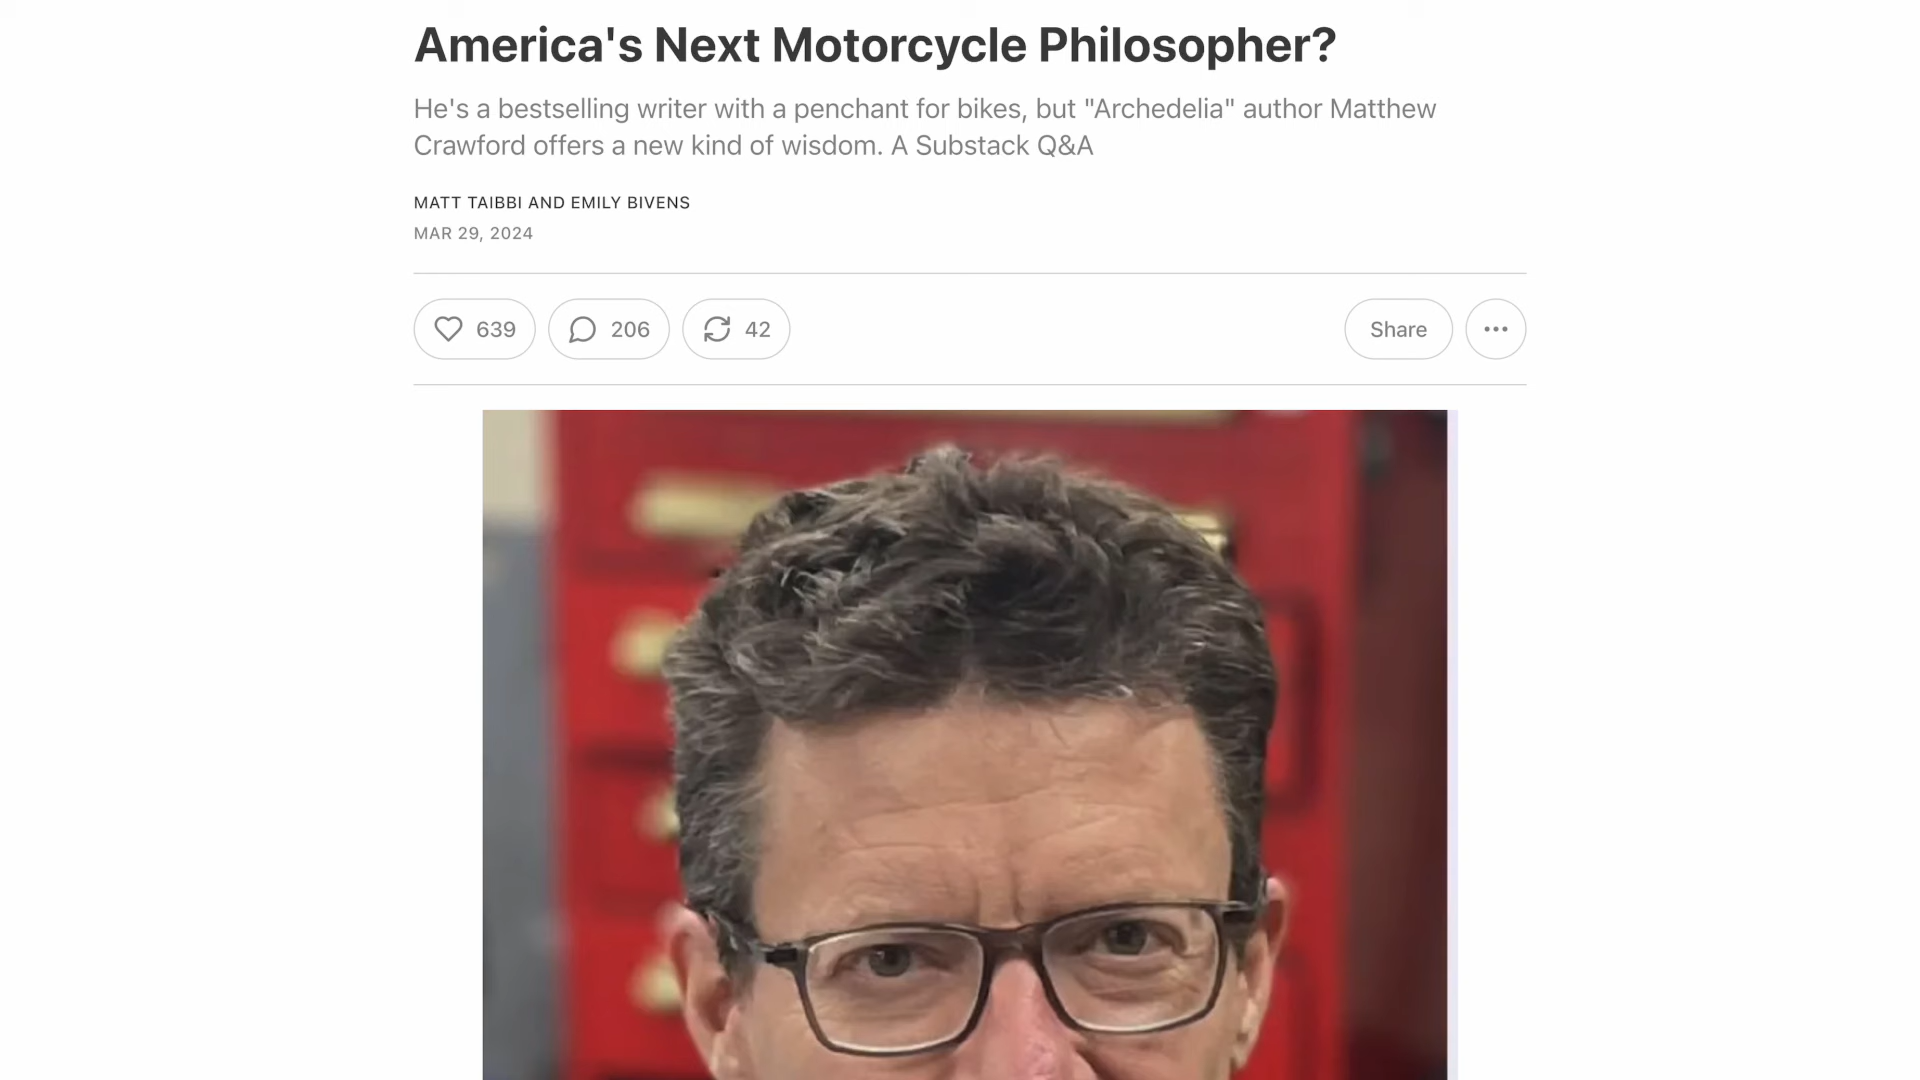 America's Next Motorcycle Philosopher?
He's a bestselling writer with a penchant for bikes, but "Archedelia" author Matthew
Crawford offers a new kind of wisdom. A Substack Q&A
MATT TAIBBI AND EMILY BIVENS
MAR 29, 2024
639 206 42 Share